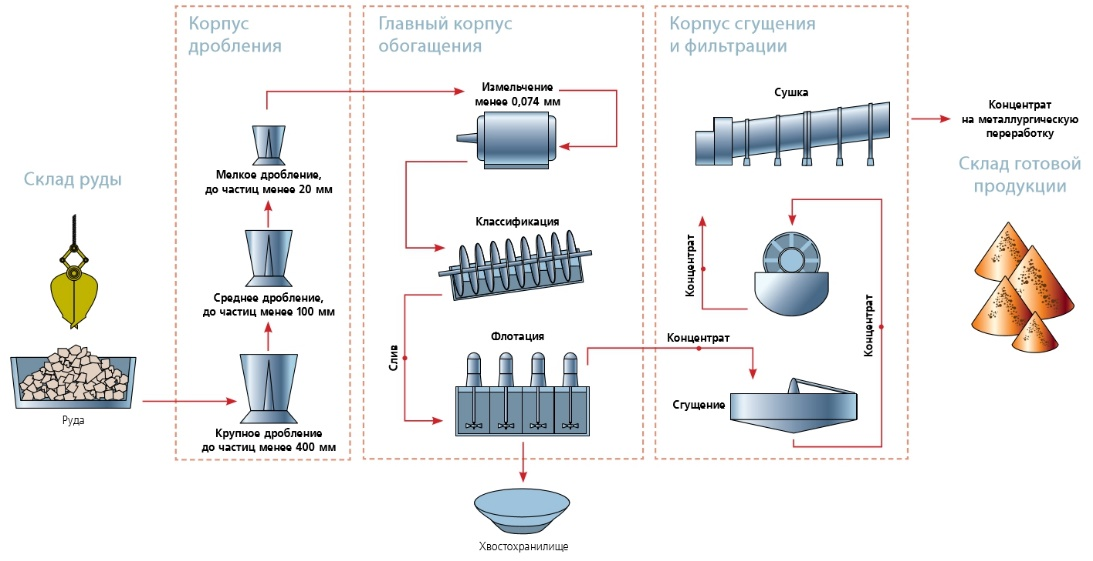 Корпус
дробления
Главный корпус
обогащения
Корпус сгущения
и фильтрации
Склад руды
Руда
Мелкое дробление,
до частиц менее 20 мм
Среднее дробление,
до частиц менее 100 мм
Крупное дробление
до частиц менее 400 мм
Измельчение
менее 0,074 мм
Классификация
Слив
Флотация
Хвостохранилище
Концентрат
Сушка
Концентрат
Концентрат
Сгущение
Концентрат
на металлургическую
переработку
Склад готовой
продукции